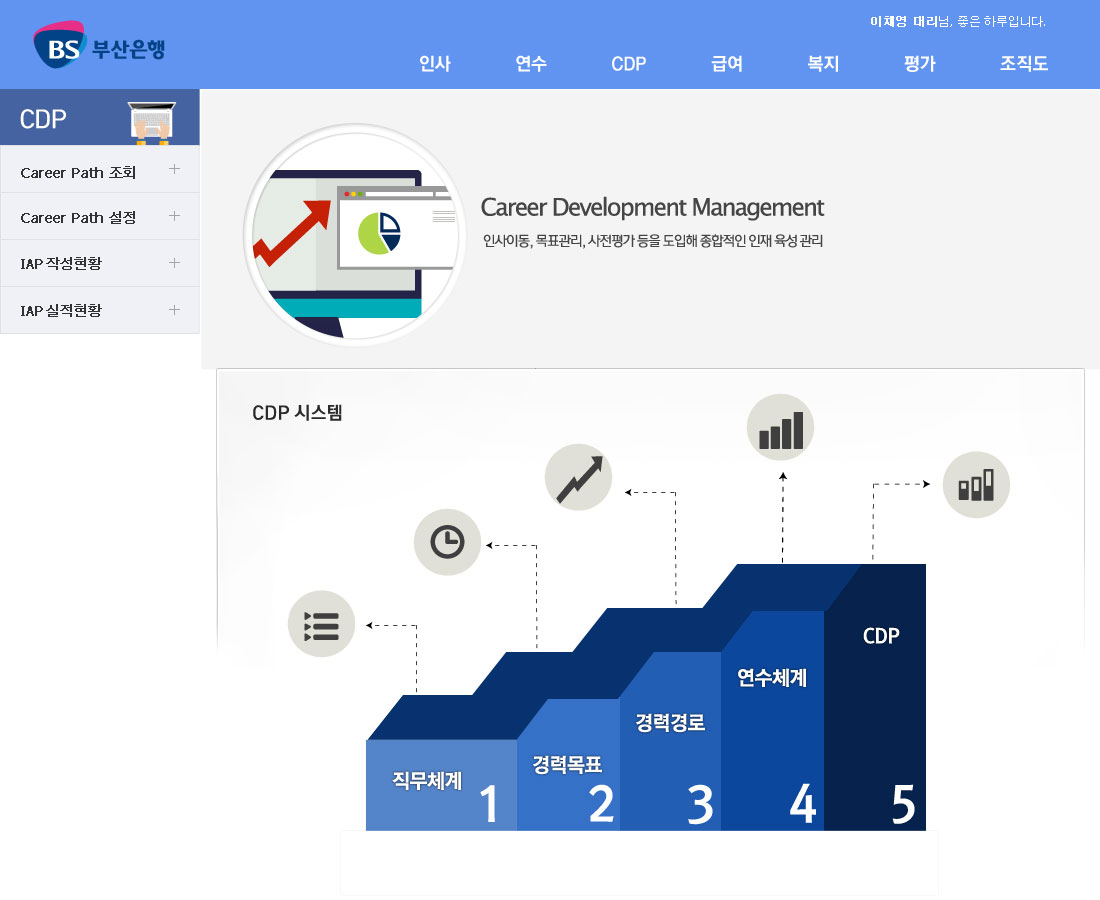 이채영 대리님, 좋은 하루입니다.
BS 부산은행
인사 연수 CDP 급여 복지 평가 조직도
CDP
Career Path 조회
Career Path 설정
IAP 작성현황
IAP 실적현황
Career Development Management
인사이동, 목표관리, 사전평가 등을 도입해 종합적인 인재 육성 관리
CDP 시스템
직무체계 1
경력목표 2
경력경로 3
연수체계 4
CDP 5